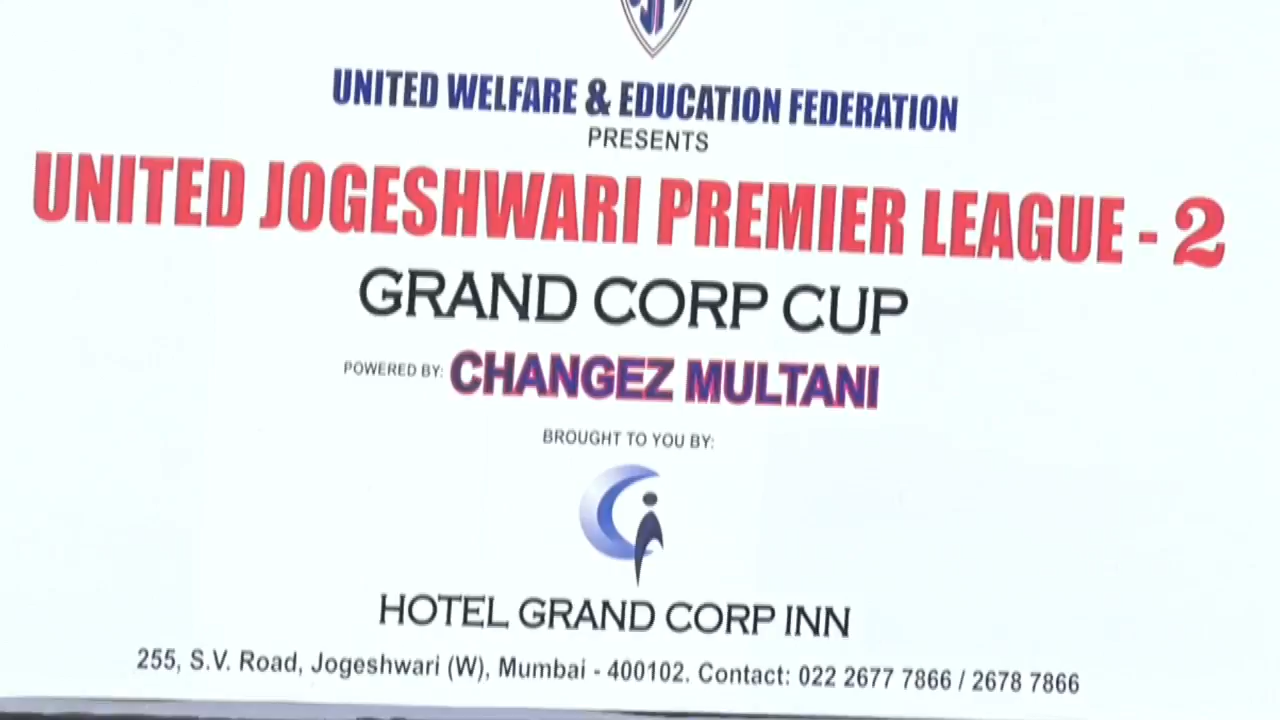 UNITED WELFARE & EDUCATION FEDERATION
PRESENTS
UNITED JOGESHWARI PREMIER LEAGUE - 2
GRAND CORP CUP
POWERED BY: CHANGEZ MULTANI
BROUGHT TO YOU BY:
HOTEL GRAND CORP INN
255, S.V. Road, Jogeshwari (W), Mumbai - 400102. Contact: 022 2677 7866 / 2678 7866